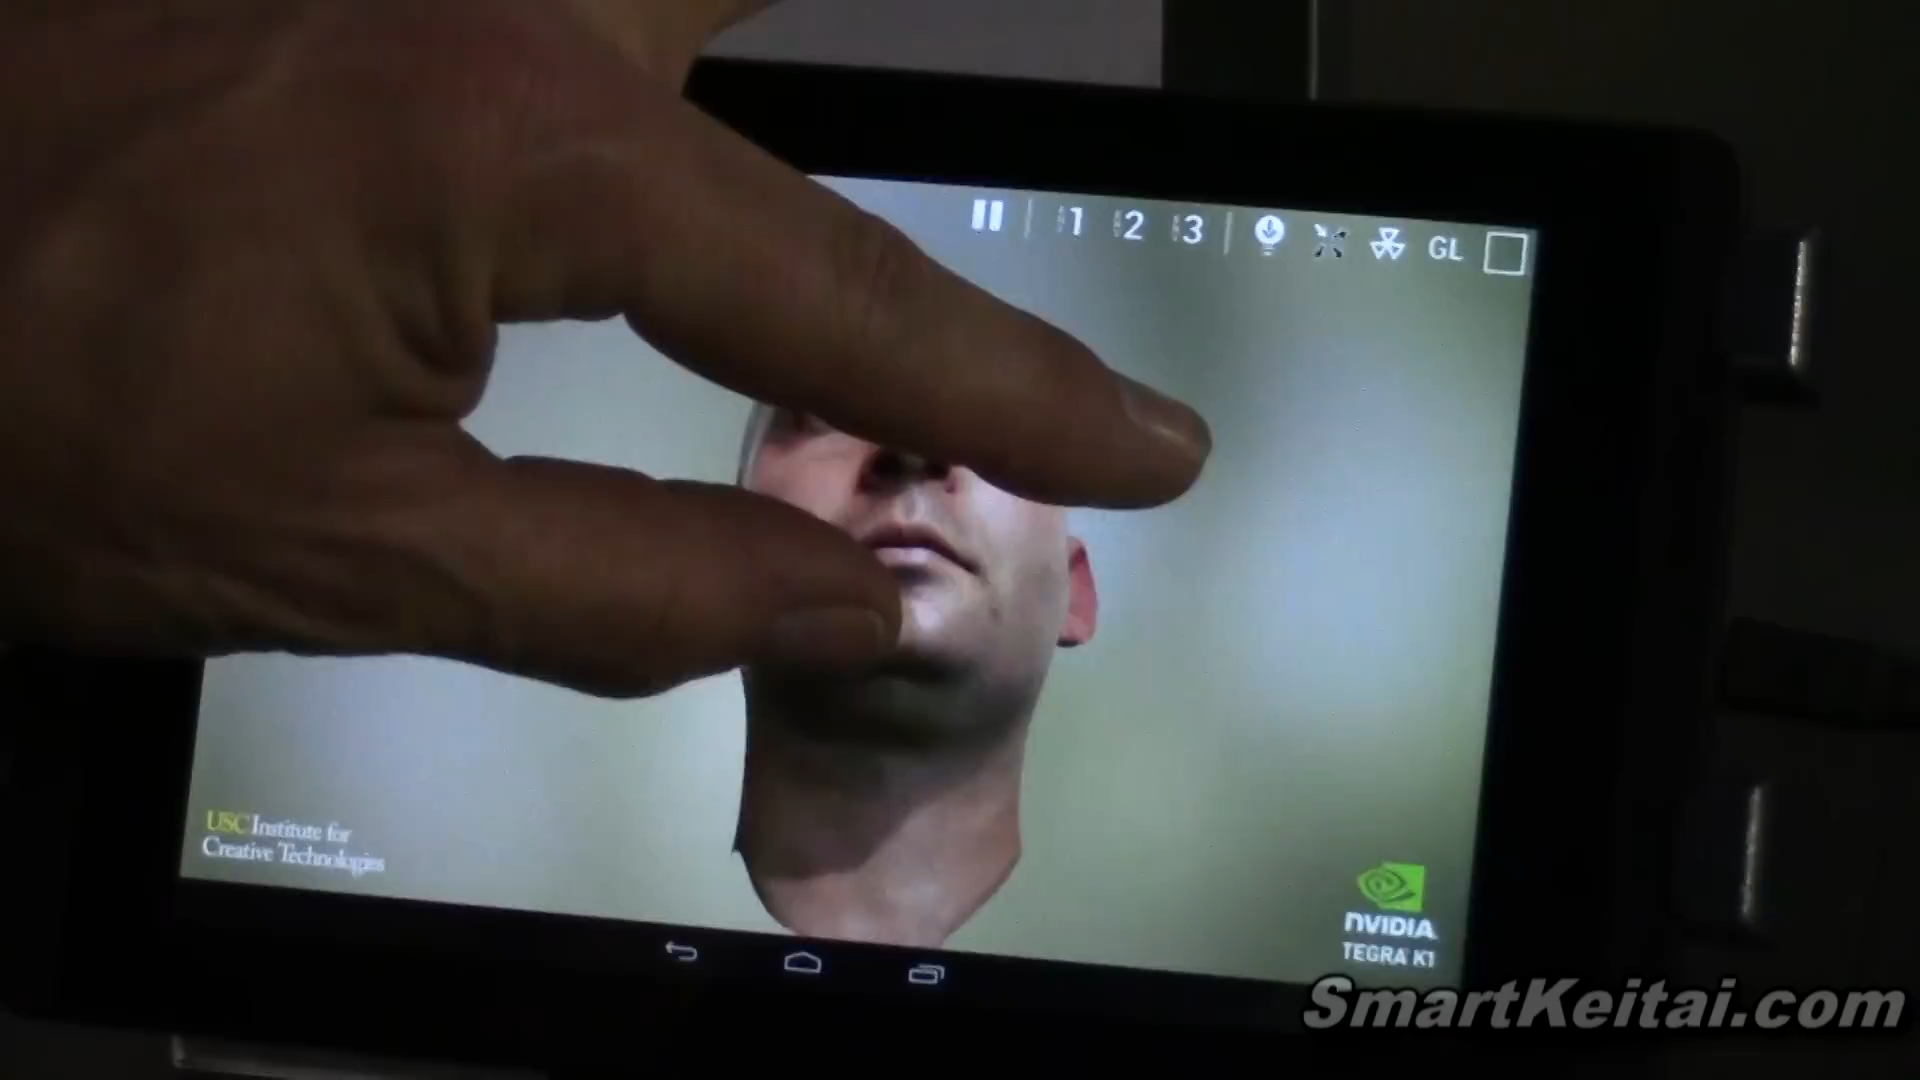 1 2 3 GL
USC Institute for
Creative Technologies
NVIDIA
TEGRA K1
SmartKeitai.com